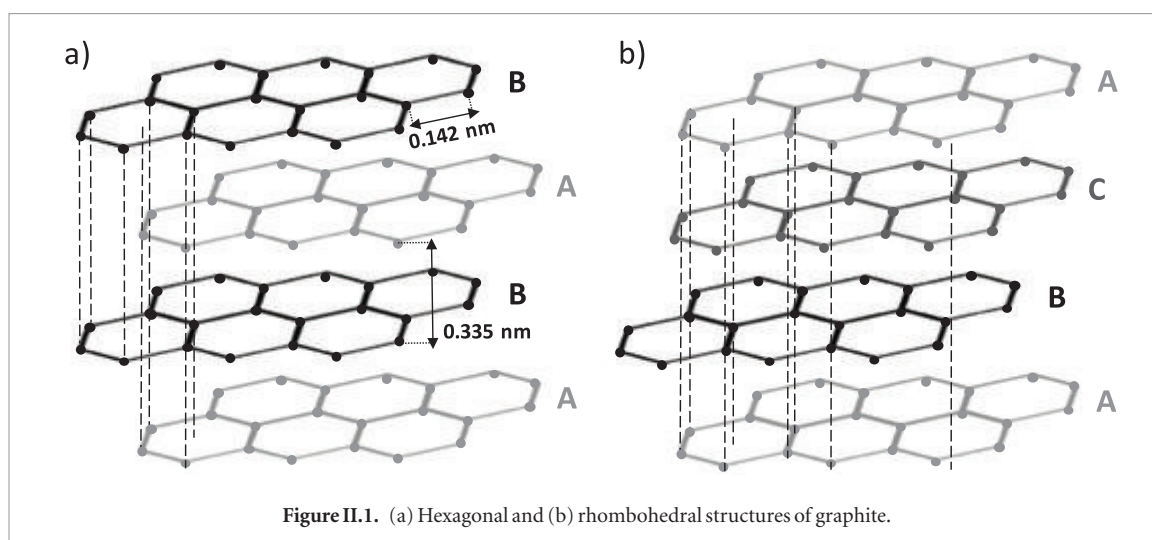 a)
B
0.142 nm
A
B
0.335 nm
A
b)
A
C
B
A
Figure II.1. (a) Hexagonal and (b) rhombohedral structures of graphite.